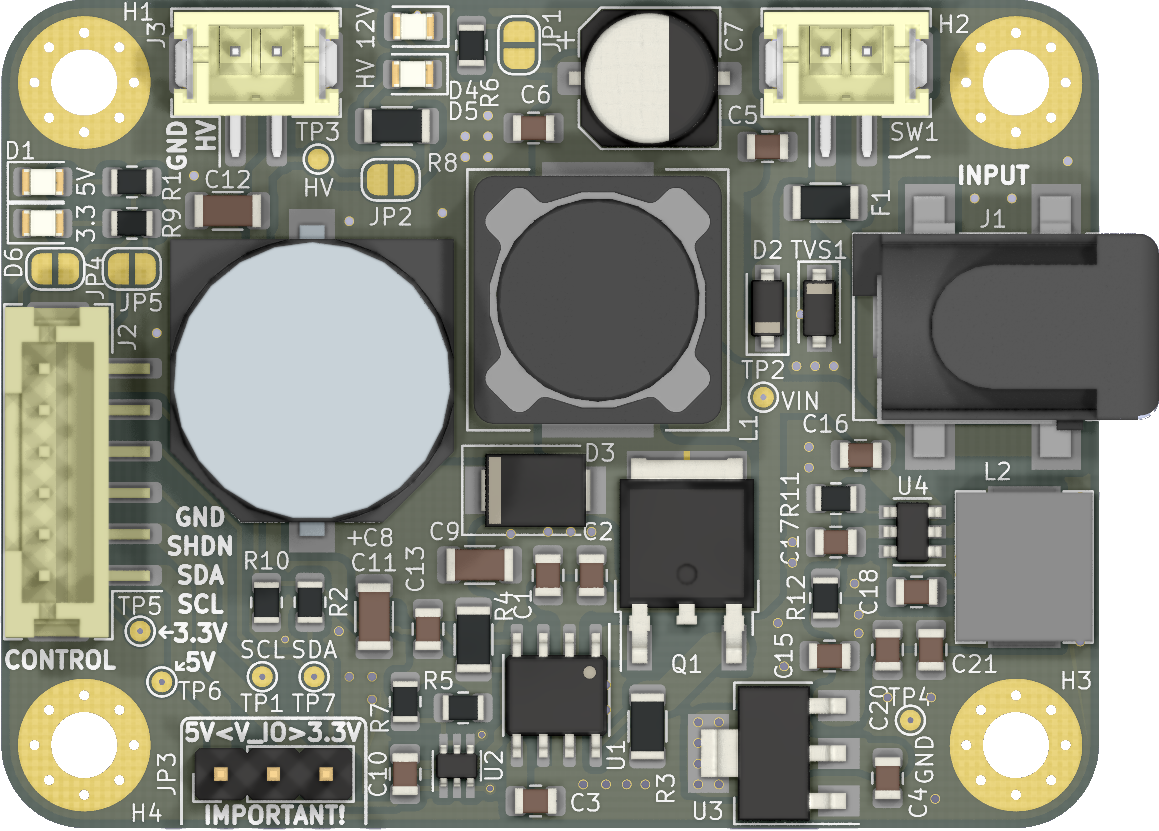 H1
J3
HV 12V
JP1
+
C7
H2
D4
D5
R6
C6
C5
SW1
GND
HV
TP3
HV
R8
JP2
F1
INPUT
J1
D1
5V
R1
C12
3.3
R9
D6
JP4
JP5
J2
D2
TVS1
TP2
VIN
L1
C16
D3
L2
GND
SHDN
SDA
SCL
←3.3V
5V
+C8
C11
C9
C2
C13
R11
U4
C17
R10
R2
R4
C1
R12
C18
TP5
CONTROL
TP6
SCL
SDA
TP1
TP7
R5
Q1
C15
C21
H3
C20
TP4
5V<V_IO>3.3V
JP3
R7
C10
U2
U1
R3
GND
C4
H4
IMPORTANT!
C3
U3